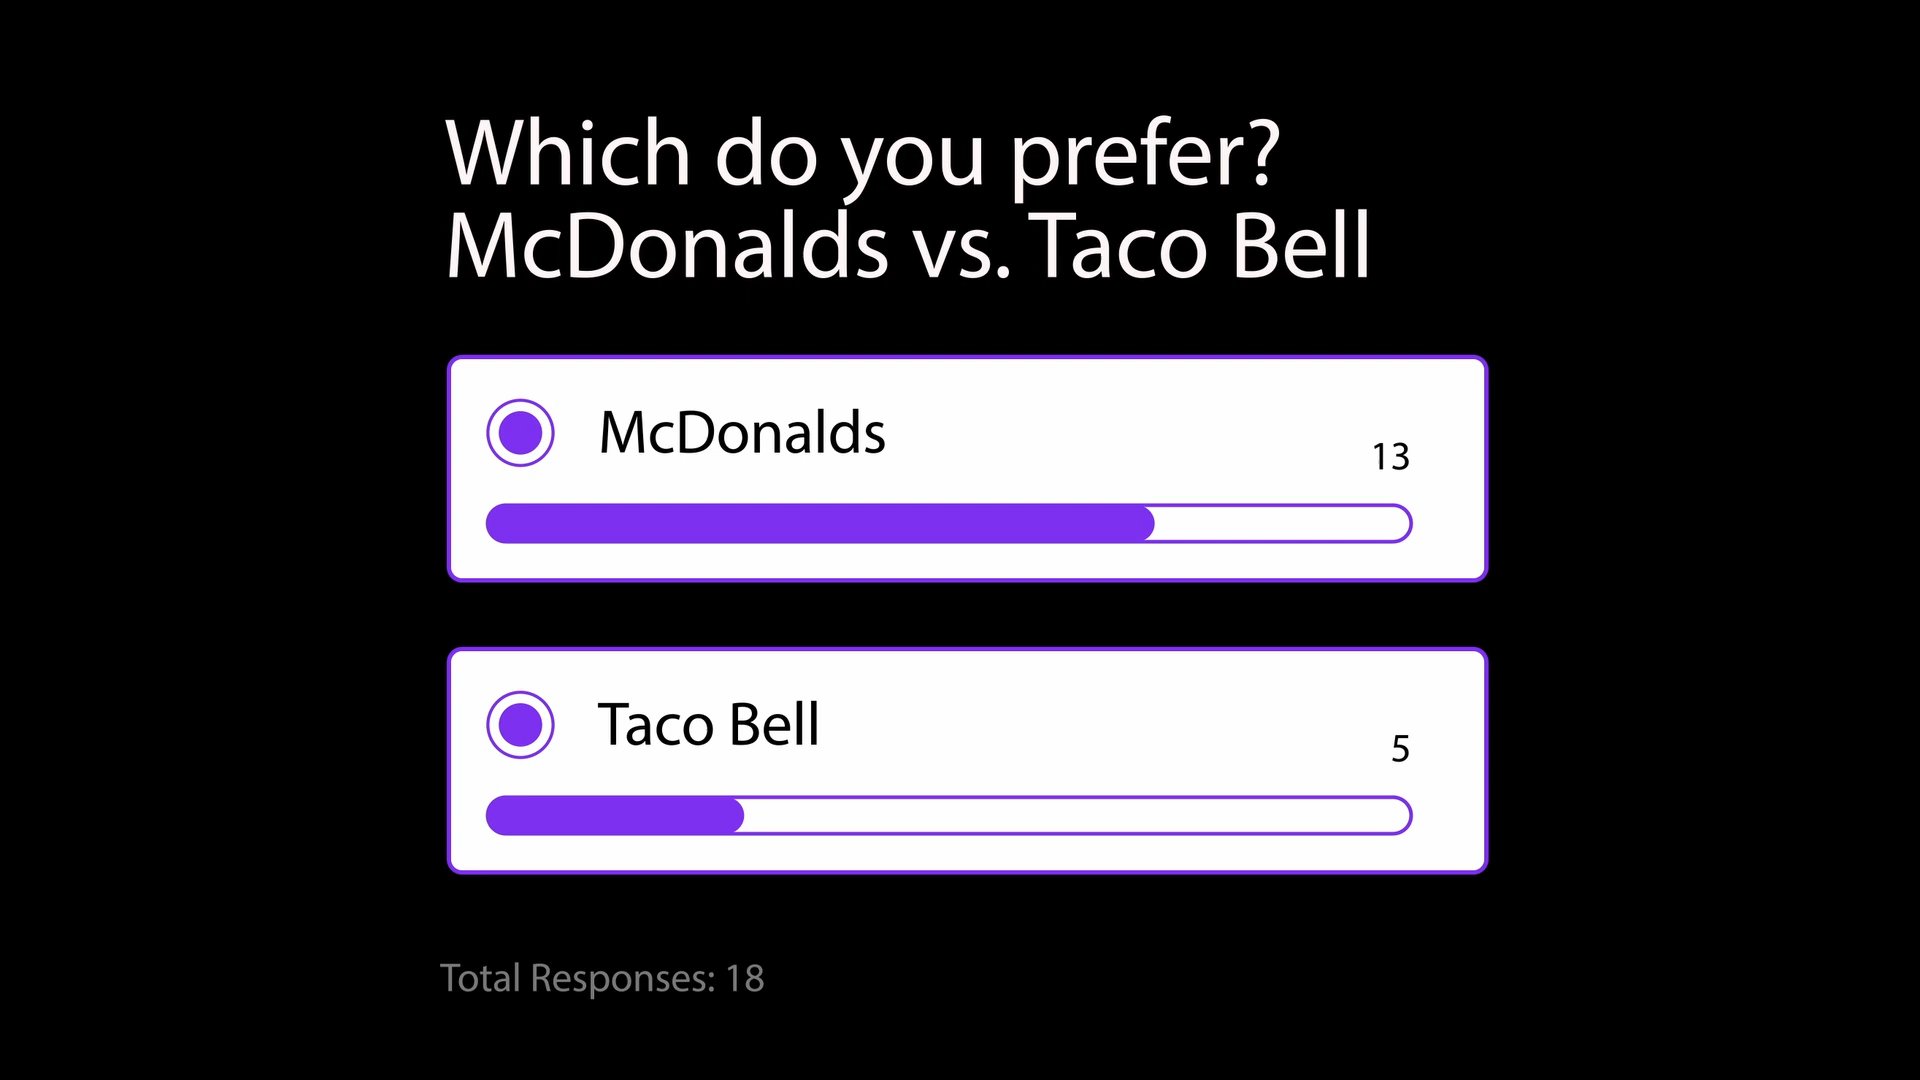 Which do you prefer?
McDonalds vs. Taco Bell
McDonalds
13
Taco Bell
5
Total Responses: 18